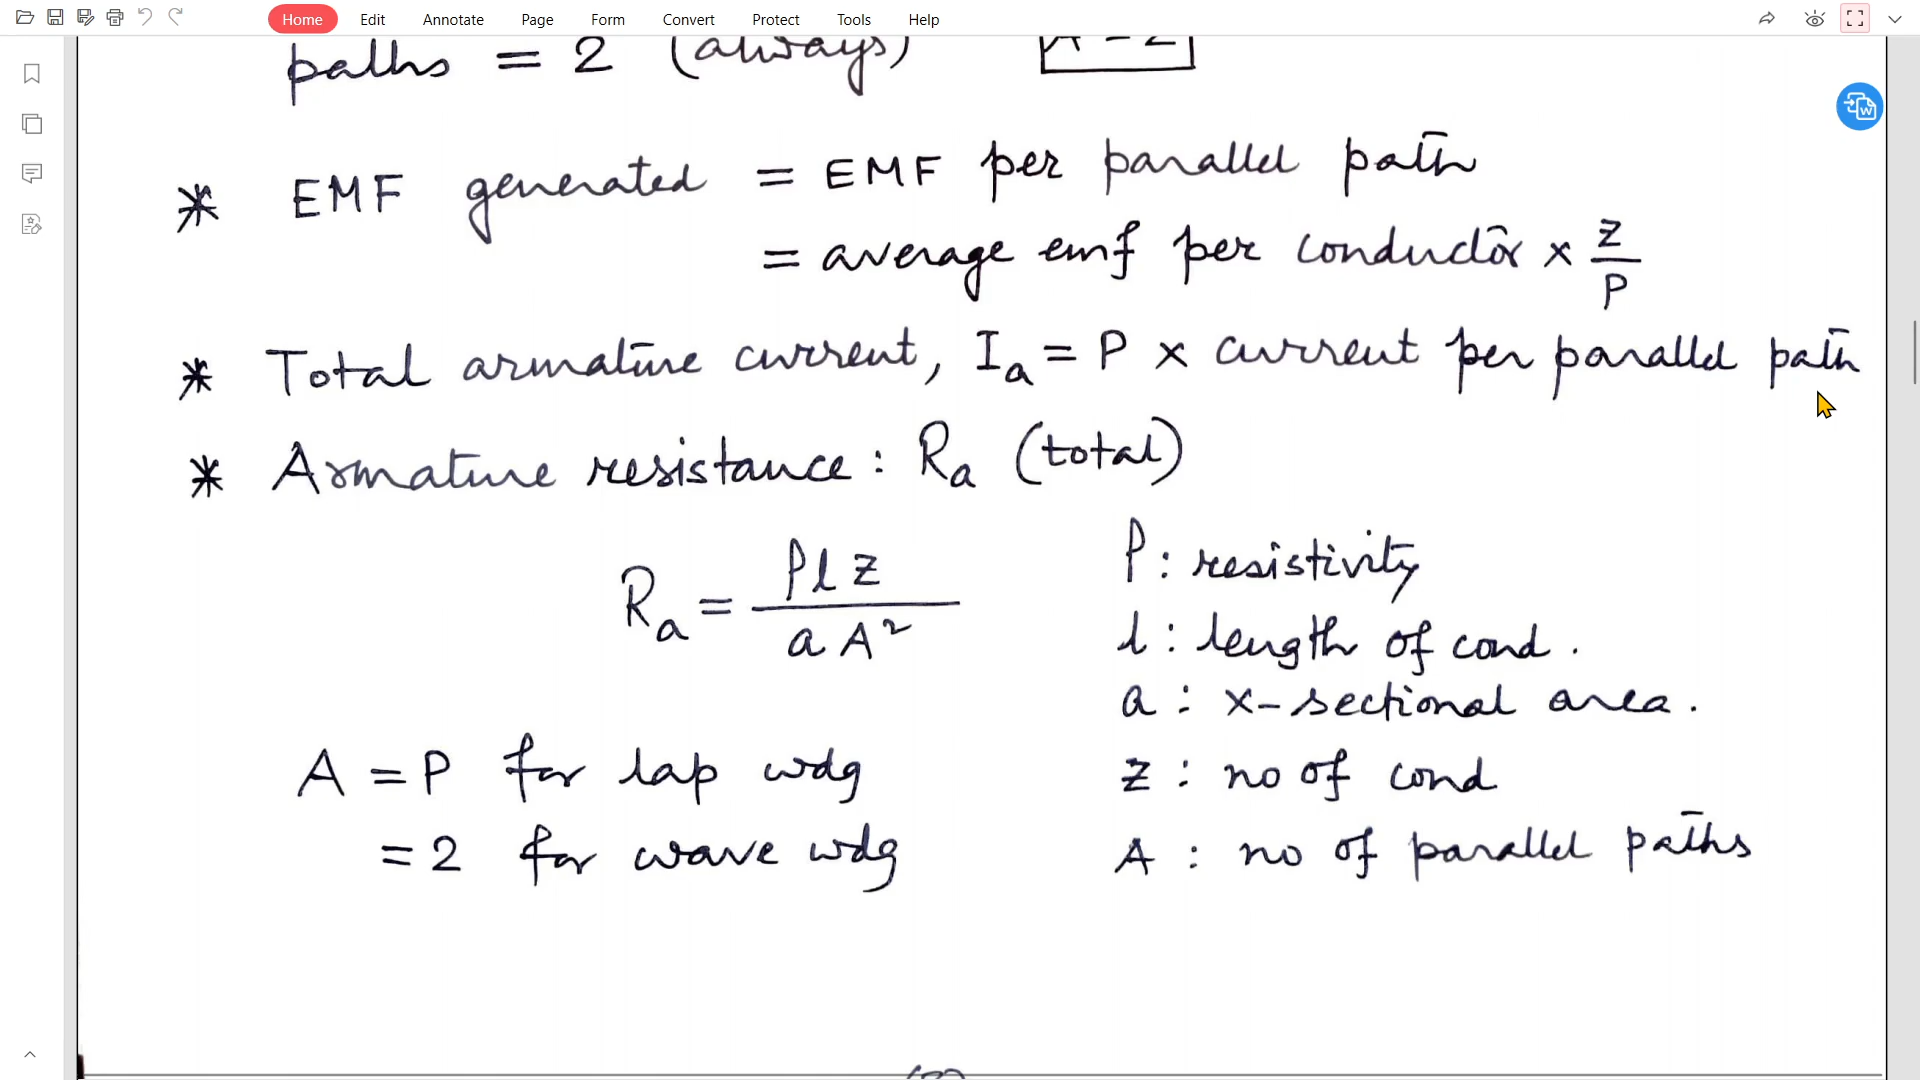 Home Edit Annotate Page Form Convert Protect Tools Help
paths = 2 (always) A = 2
* EMF generated = EMF per parallel path
= average emf per conductor × Z/P
* Total armature current, Ia = P × current per parallel path
* Armature resistance : Ra (total)
Ra = ρlZ / aA²
ρ : resistivity
l : length of cond.
a : x-sectional area.
A = P for lap wdg
z : no of cond
= 2 for wave wdg
A : no of parallel paths